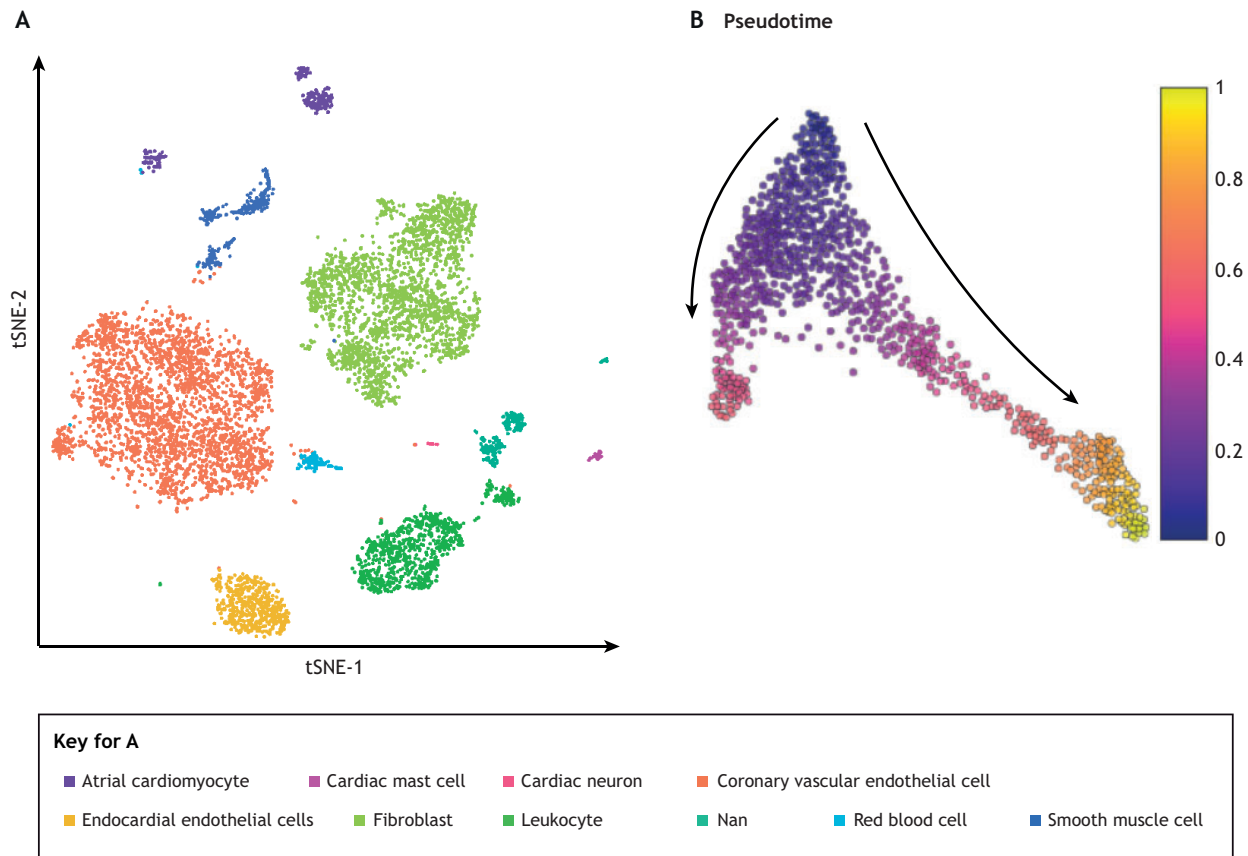 A
B Pseudotime
tSNE-2
tSNE-1
1
0.8
0.6
0.4
0.2
0
Key for A
Atrial cardiomyocyte
Cardiac mast cell
Cardiac neuron
Coronary vascular endothelial cell
Endocardial endothelial cells
Fibroblast
Leukocyte
Nan
Red blood cell
Smooth muscle cell